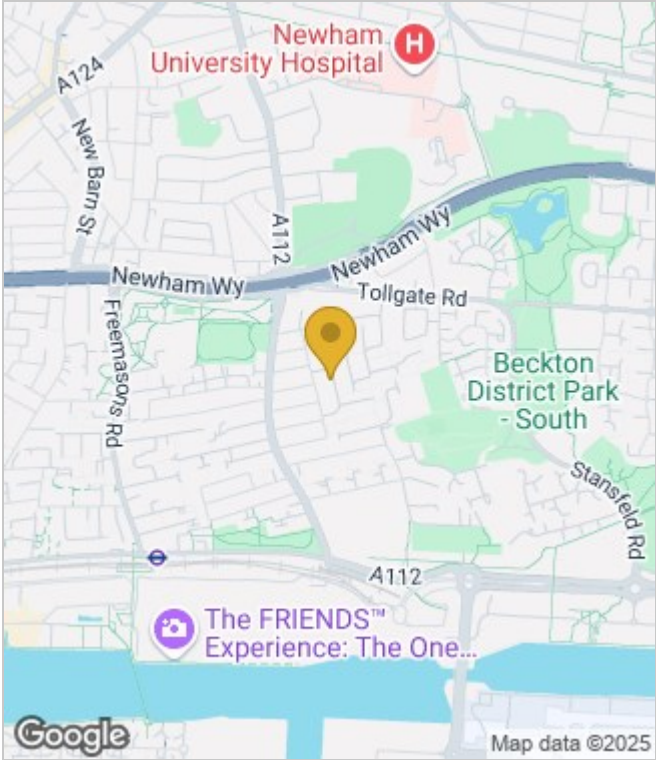 Newham
University Hospital
H
A124
New Barn St
A112
Newham Wy
Newham Wy
Tollgate Rd
Freemasons Rd
Beckton
District Park
- South
Stansfeld Rd
A112
The FRIENDS™
Experience: The One...
Google
Map data ©2025